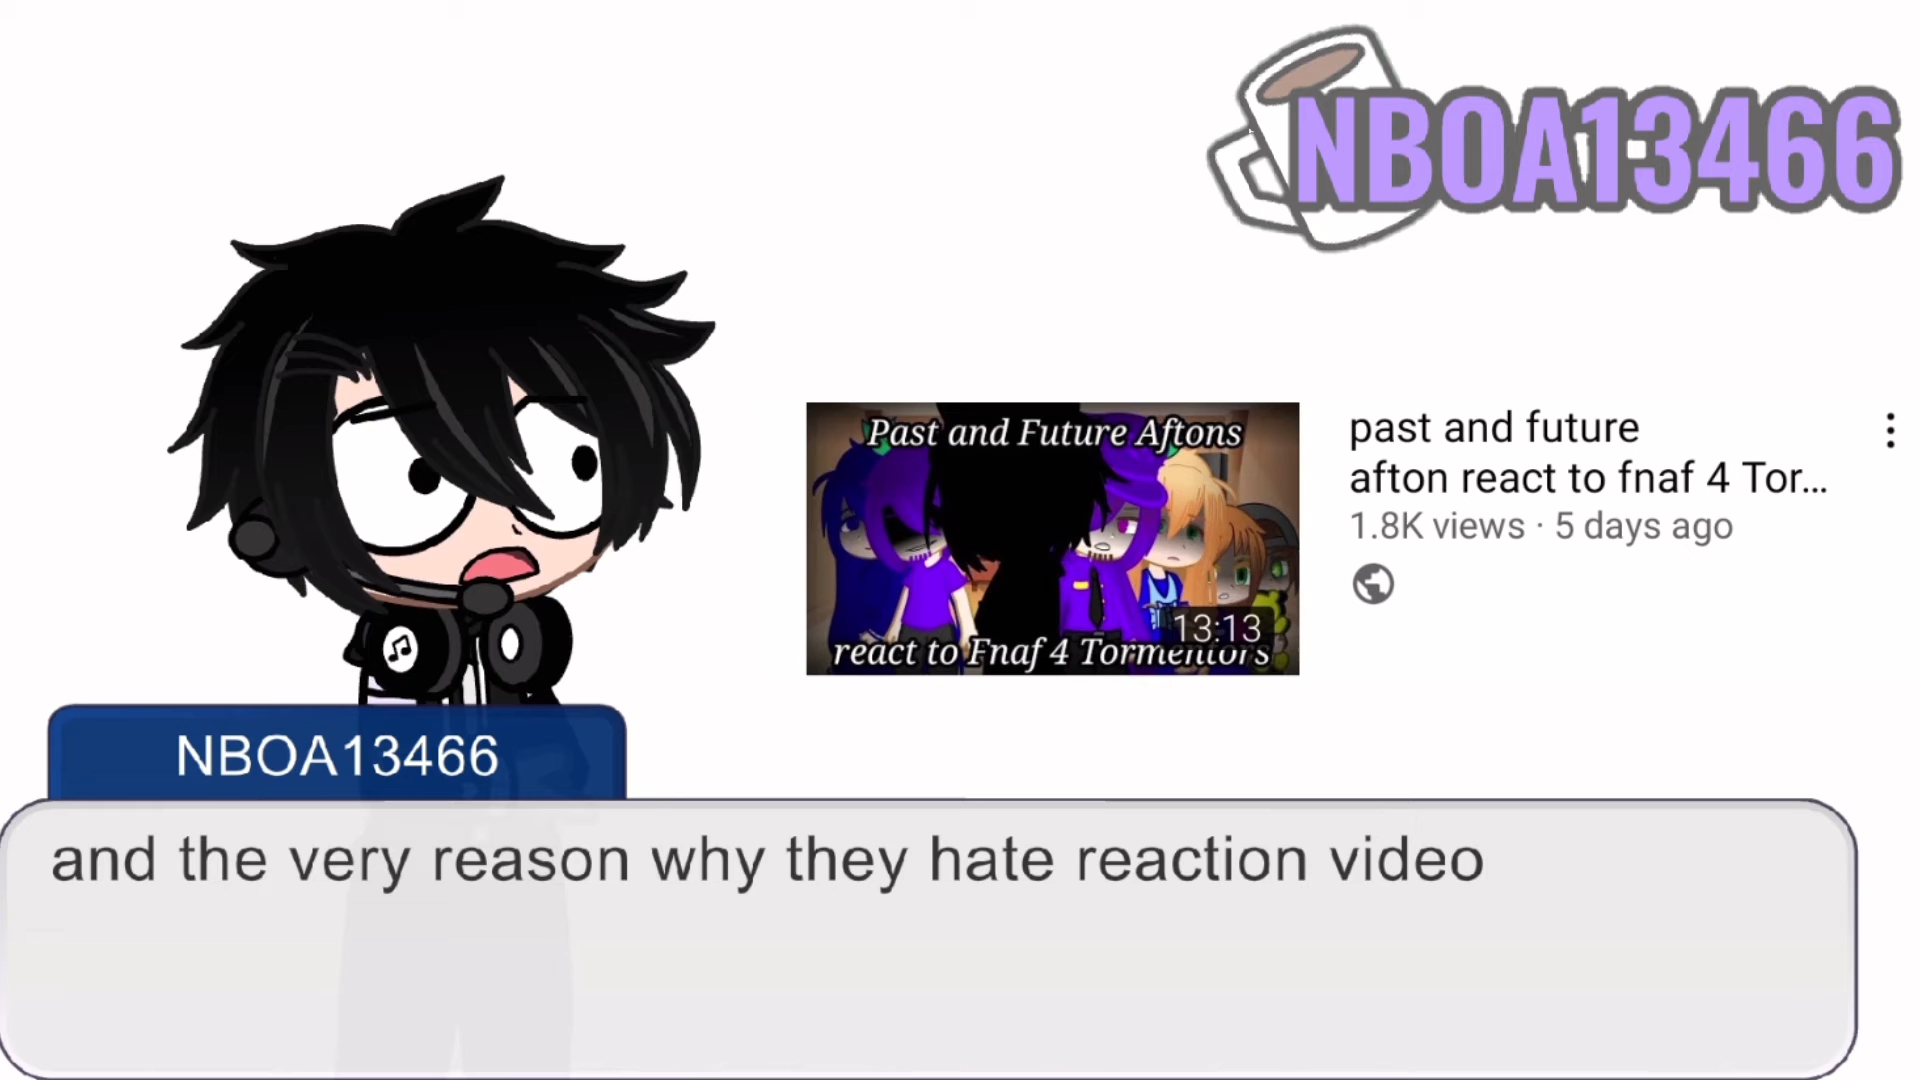 NBOA13466
Past and Future Aftons
react to Fnaf 4 Tormentors
13:13
past and future
afton react to fnaf 4 Tor...
1.8K views · 5 days ago
NBOA13466
and the very reason why they hate reaction video